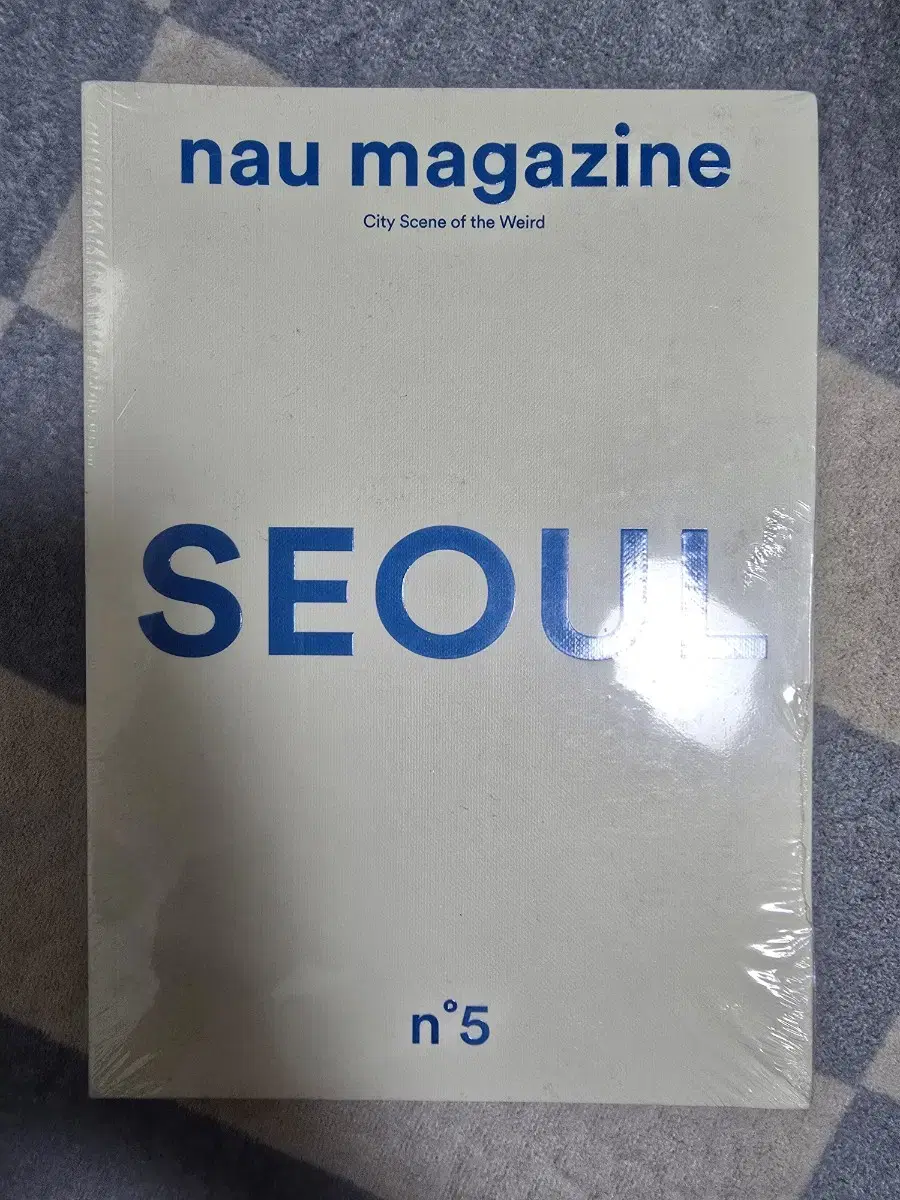 nau magazine
City Scene of the Weird
SEOUL
n°5